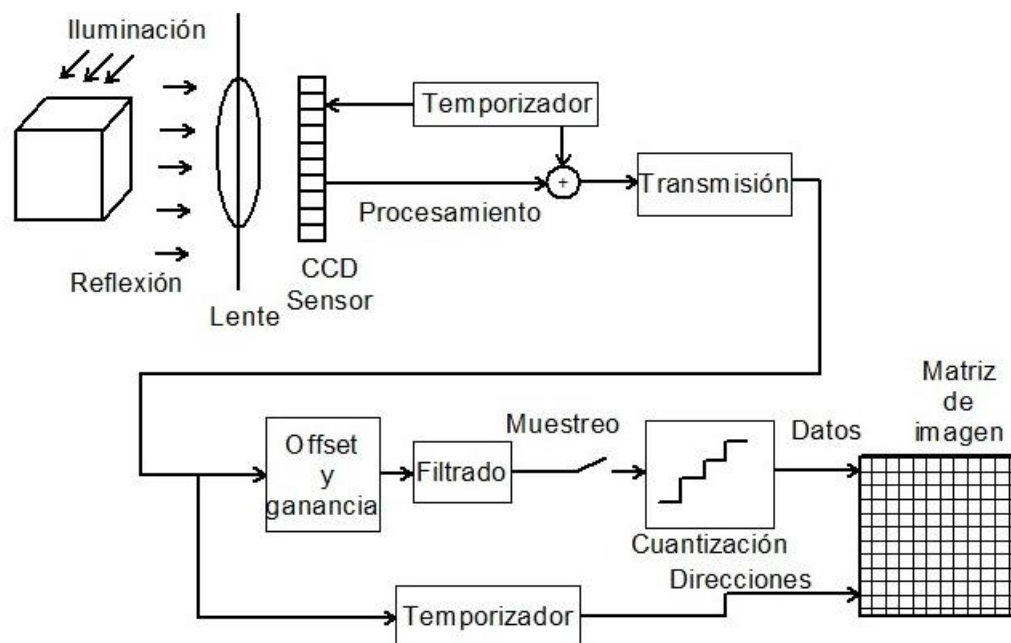 Iluminación
Temporizador
+
Transmisión
Procesamiento
Reflexión
CCD
Sensor
Lente
Matriz
de
imagen
Muestreo
Datos
Offset
y
ganancia
Filtrado
Cuantización
Direcciones
Temporizador